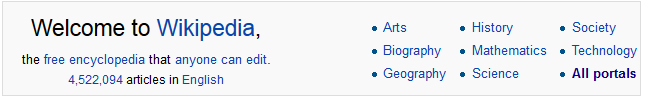 Welcome to Wikipedia,
the free encyclopedia that anyone can edit.
4,522,094 articles in English
Arts
Biography
Geography
History
Mathematics
Science
Society
Technology
All portals